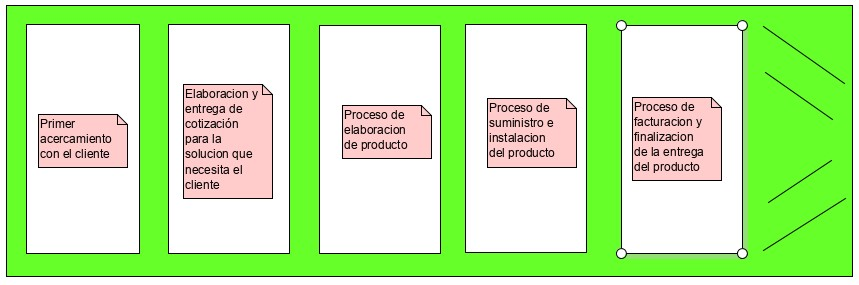 Primer
acercamiento
con el cliente
Elaboracion y
entrega de
cotización
para la
solucion que
necesita el
cliente
Proceso de
elaboracion
de producto
Proceso de
suministro e
instalacion
del producto
Proceso de
facturacion y
finalizacion
de la entrega
del producto